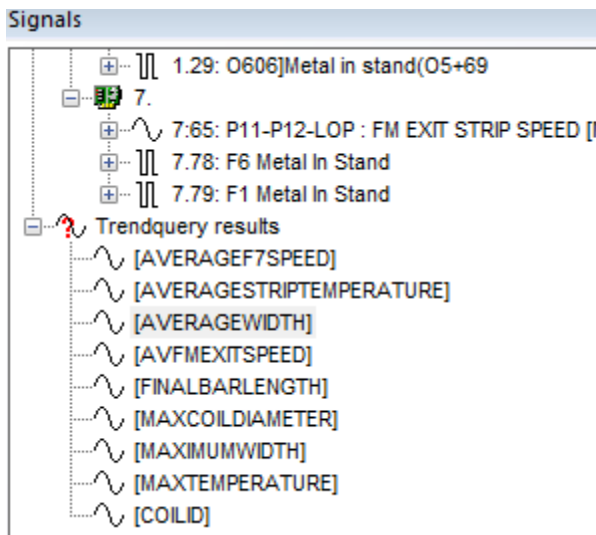 Signals
1.29: O606]Metal in stand(O5+69
7.
7:65: P11-P12-LOP : FM EXIT STRIP SPEED [
7.78: F6 Metal In Stand
7.79: F1 Metal In Stand
Trendquery results
[AVERAGEF7SPEED]
[AVERAGESTRIPTEMPERATURE]
[AVERAGEWIDTH]
[AVFMEXITSPEED]
[FINALBARLENGTH]
[MAXCOILDIAMETER]
[MAXIMUMWIDTH]
[MAXTEMPERATURE]
[COILID]